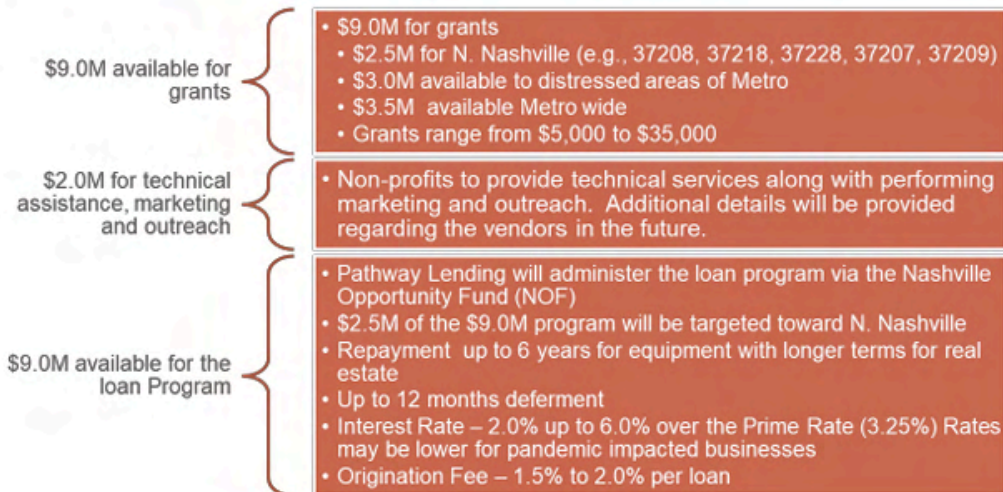 $9.0M available for
grants
• $9.0M for grants
• $2.5M for N. Nashville (e.g., 37208, 37218, 37228, 37207, 37209)
• $3.0M available to distressed areas of Metro
• $3.5M available Metro wide
• Grants range from $5,000 to $35,000
$2.0M for technical
assistance, marketing
and outreach
• Non-profits to provide technical services along with performing
marketing and outreach. Additional details will be provided
regarding the vendors in the future.
$9.0M available for the
loan Program
• Pathway Lending will administer the loan program via the Nashville
Opportunity Fund (NOF)
• $2.5M of the $9.0M program will be targeted toward N. Nashville
• Repayment up to 6 years for equipment with longer terms for real
estate
• Up to 12 months deferment
• Interest Rate – 2.0% up to 6.0% over the Prime Rate (3.25%) Rates
may be lower for pandemic impacted businesses
• Origination Fee – 1.5% to 2.0% per loan